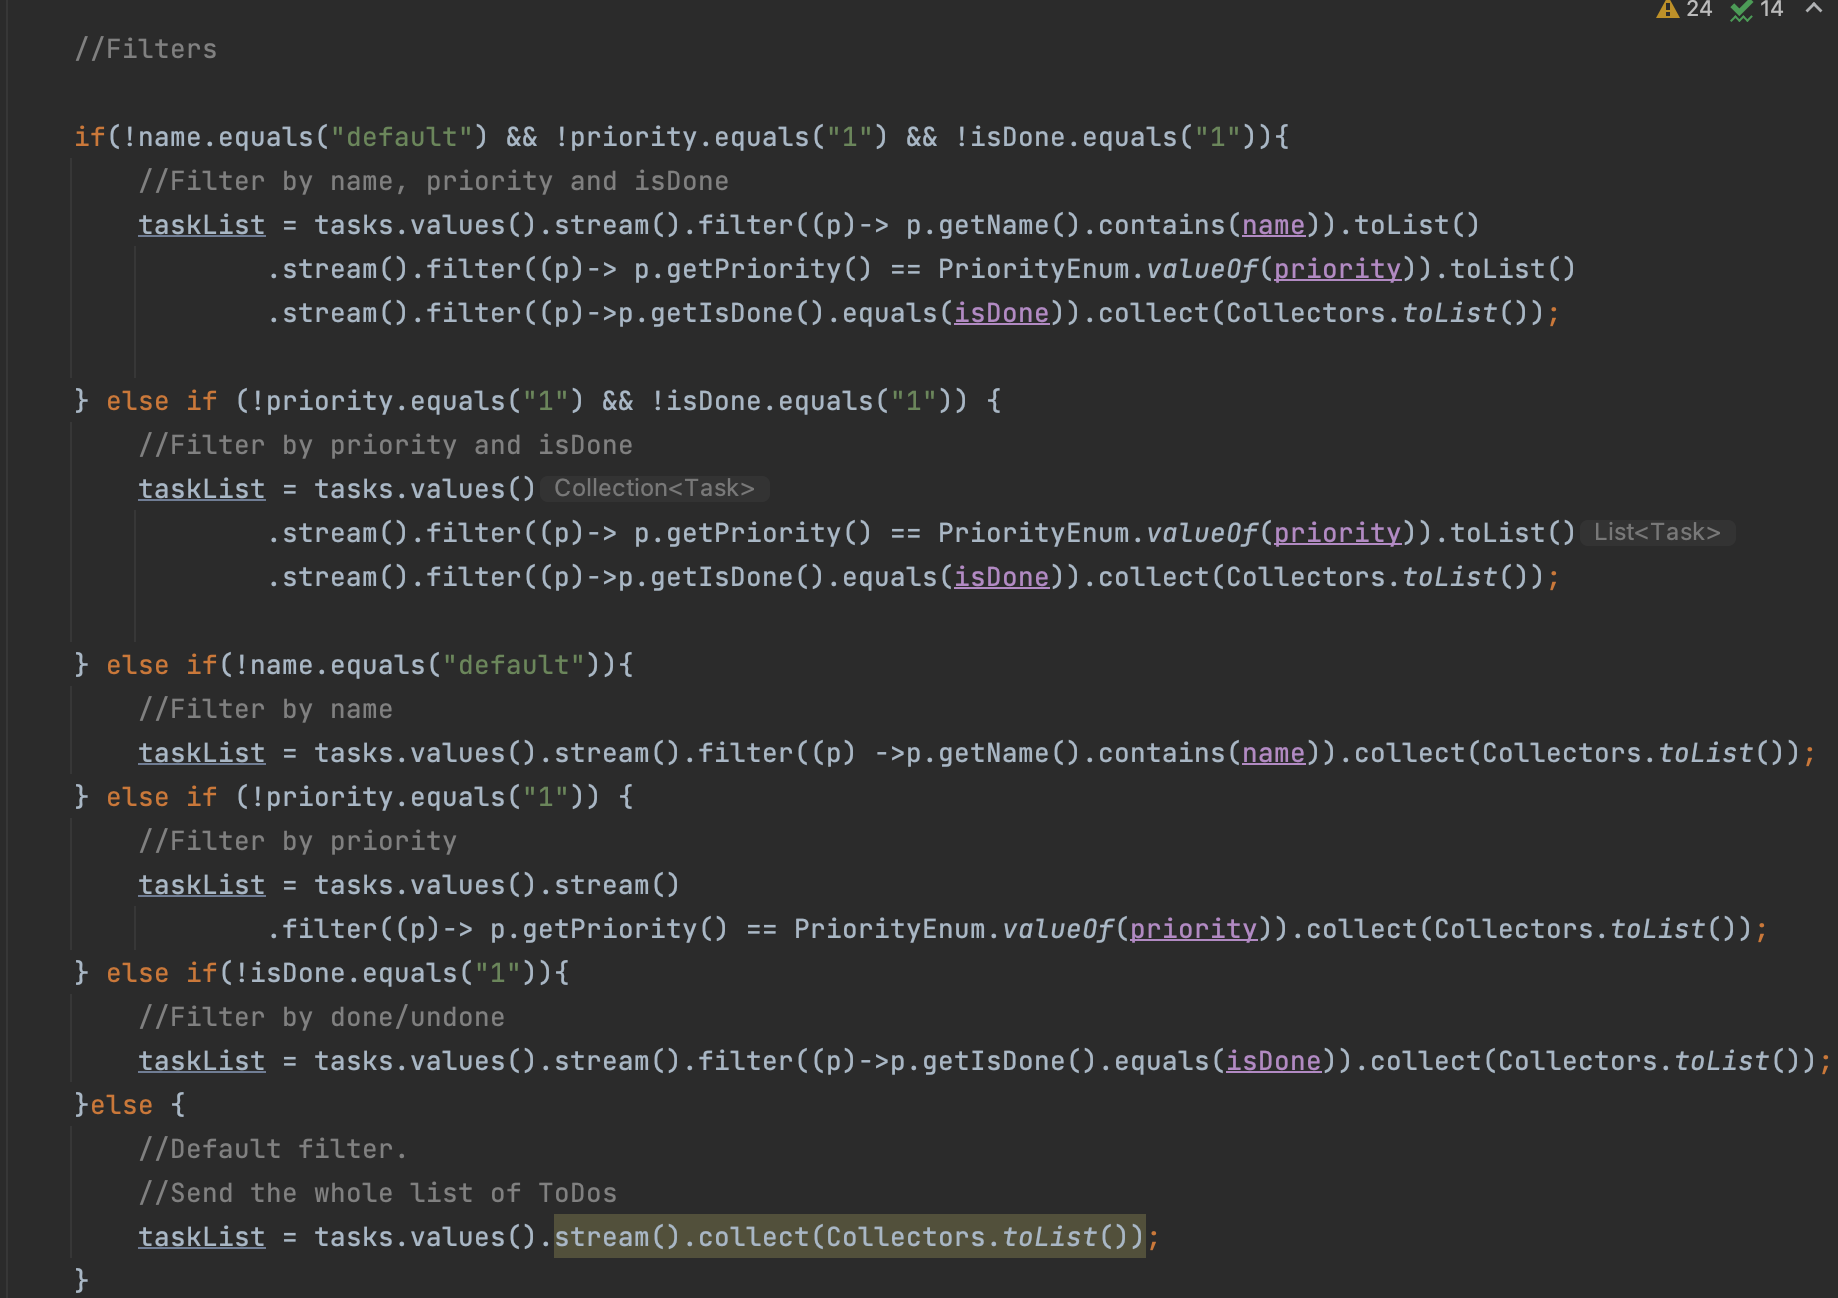 24 14
//Filters
if(!name.equals("default") && !priority.equals("1") && !isDone.equals("1")){
//Filter by name, priority and isDone
taskList = tasks.values().stream().filter((p)-> p.getName().contains(name)).toList()
.stream().filter((p)-> p.getPriority() == PriorityEnum.valueOf(priority)).toList()
.stream().filter((p)->p.getIsDone().equals(isDone)).collect(Collectors.toList());
} else if (!priority.equals("1") && !isDone.equals("1")) {
//Filter by priority and isDone
taskList = tasks.values() Collection<Task>
.stream().filter((p)-> p.getPriority() == PriorityEnum.valueOf(priority)).toList() List<Task>
.stream().filter((p)->p.getIsDone().equals(isDone)).collect(Collectors.toList());
} else if(!name.equals("default")){
//Filter by name
taskList = tasks.values().stream().filter((p) ->p.getName().contains(name)).collect(Collectors.toList());
} else if (!priority.equals("1")) {
//Filter by priority
taskList = tasks.values().stream()
.filter((p)-> p.getPriority() == PriorityEnum.valueOf(priority)).collect(Collectors.toList());
} else if(!isDone.equals("1")){
//Filter by done/undone
taskList = tasks.values().stream().filter((p)->p.getIsDone().equals(isDone)).collect(Collectors.toList());
}else {
//Default filter.
//Send the whole list of ToDos
taskList = tasks.values().stream().collect(Collectors.toList());
}